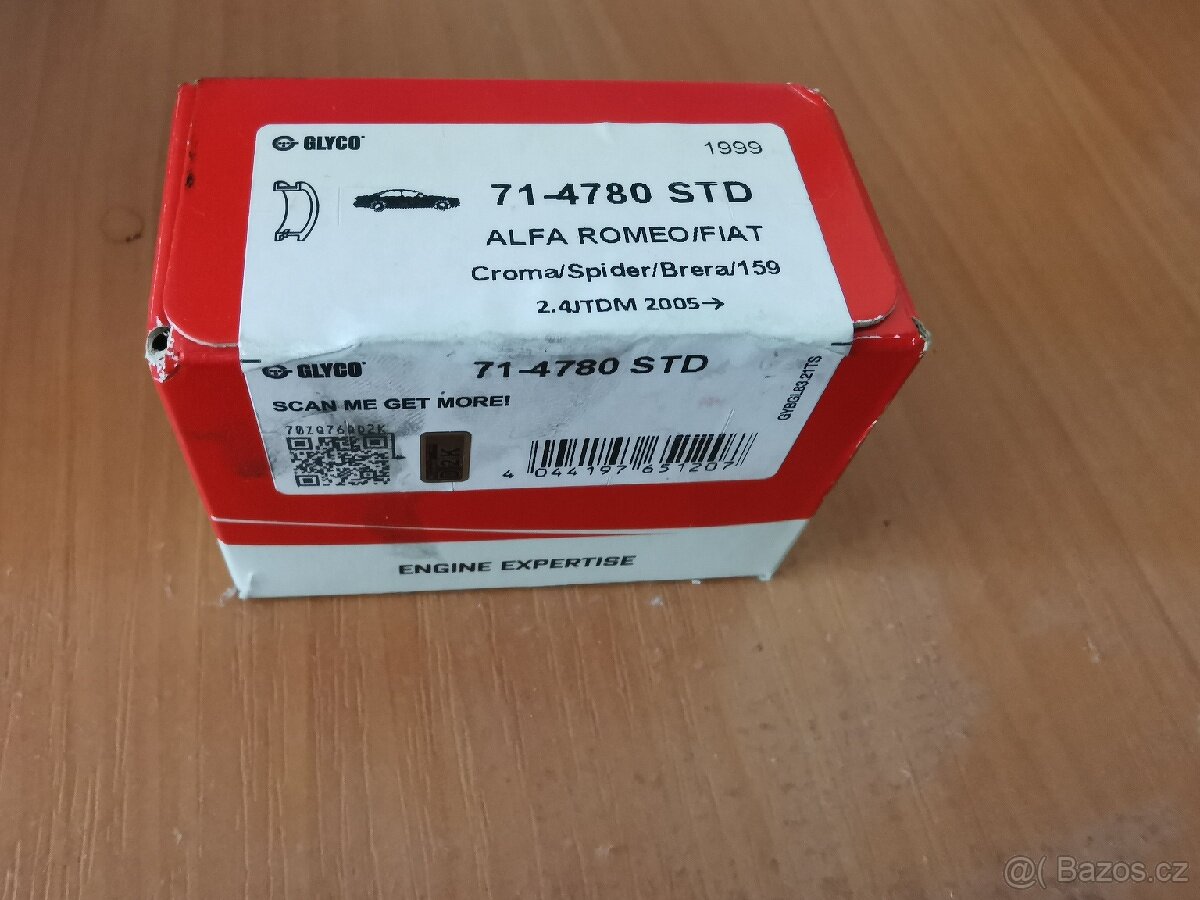 GLYCO
1999
71-4780 STD
ALFA ROMEO/FIAT
Croma/Spider/Brera/159
2.4JTDM 2005→
GLYCO
71-4780 STD
SCAN ME GET MORE!
4 044197 651207
ENGINE EXPERTISE
@( Bazos.cz